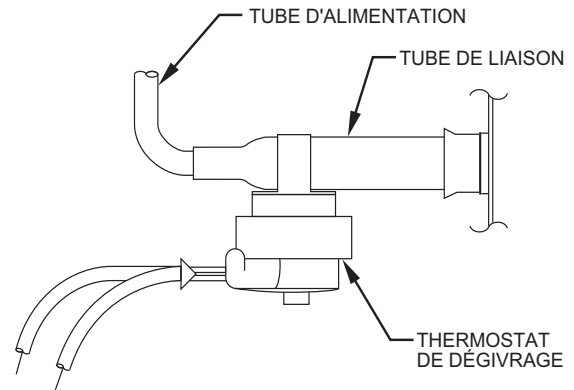 TUBE D'ALIMENTATION
TUBE DE LIAISON
THERMOSTAT
DE DÉGIVRAGE